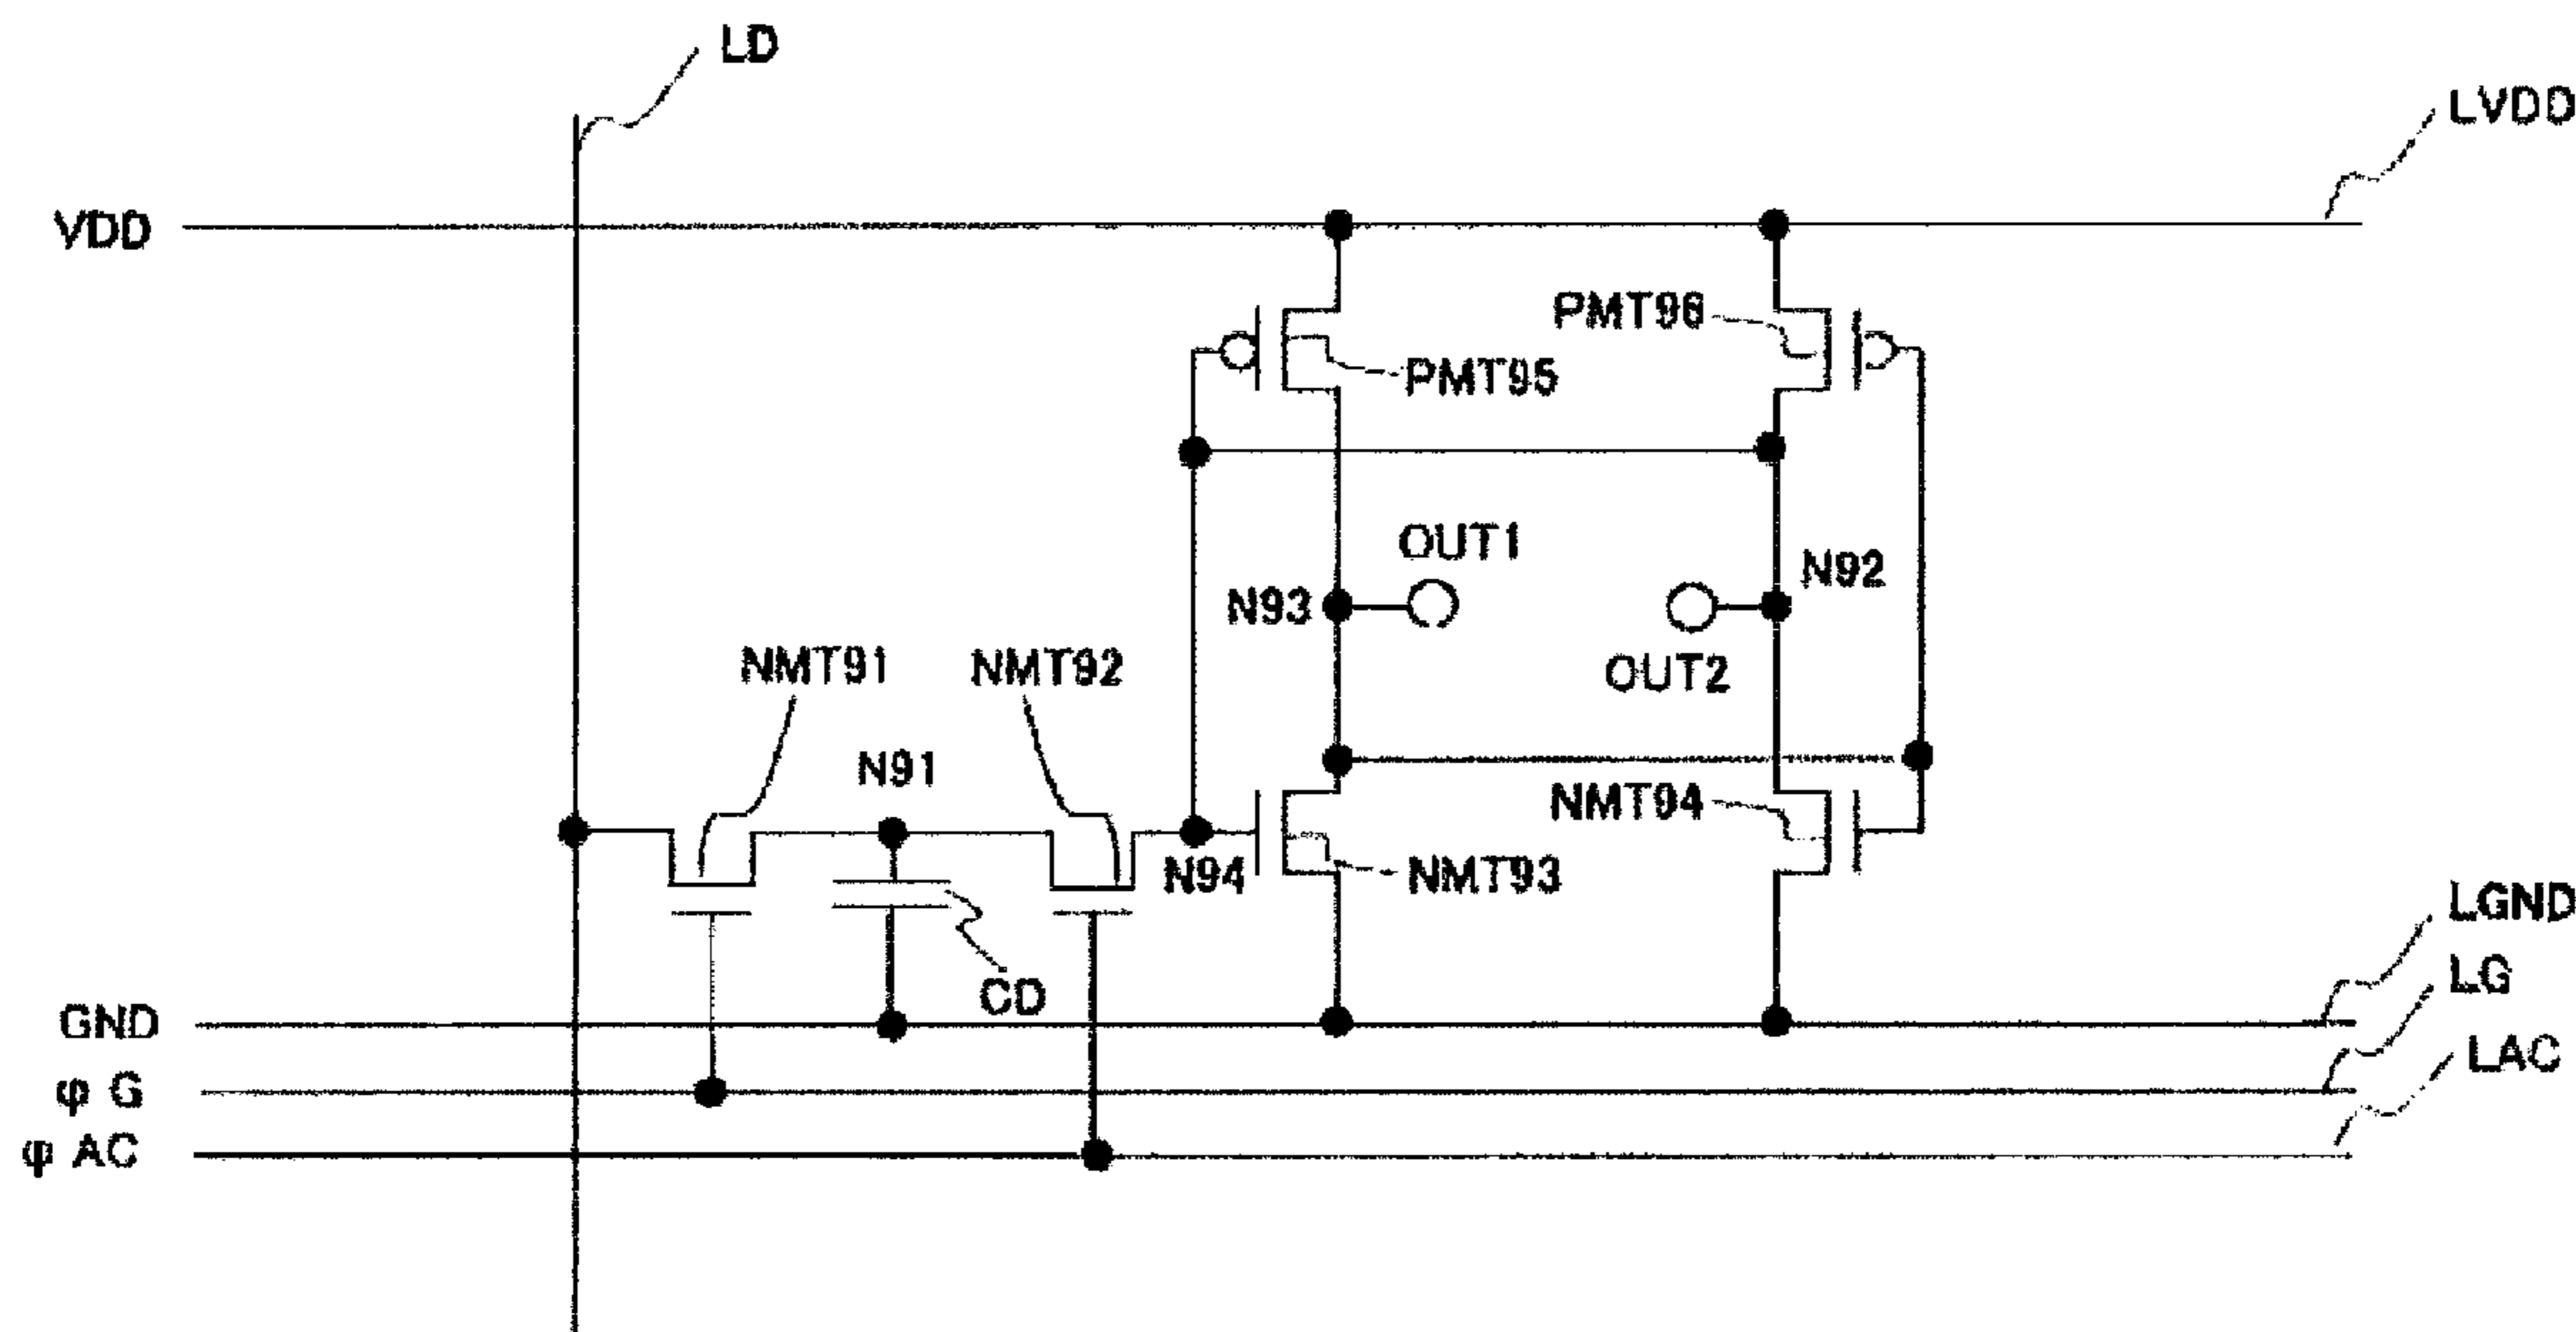 LD
LVDD
VDD
PMT96
PMT95
OUT1
N92
N93
OUT2
NMT91
NMT92
N91
NMT94
N94
NMT93
CD
LGND
LG
GND
LAC
φ G
φ AC